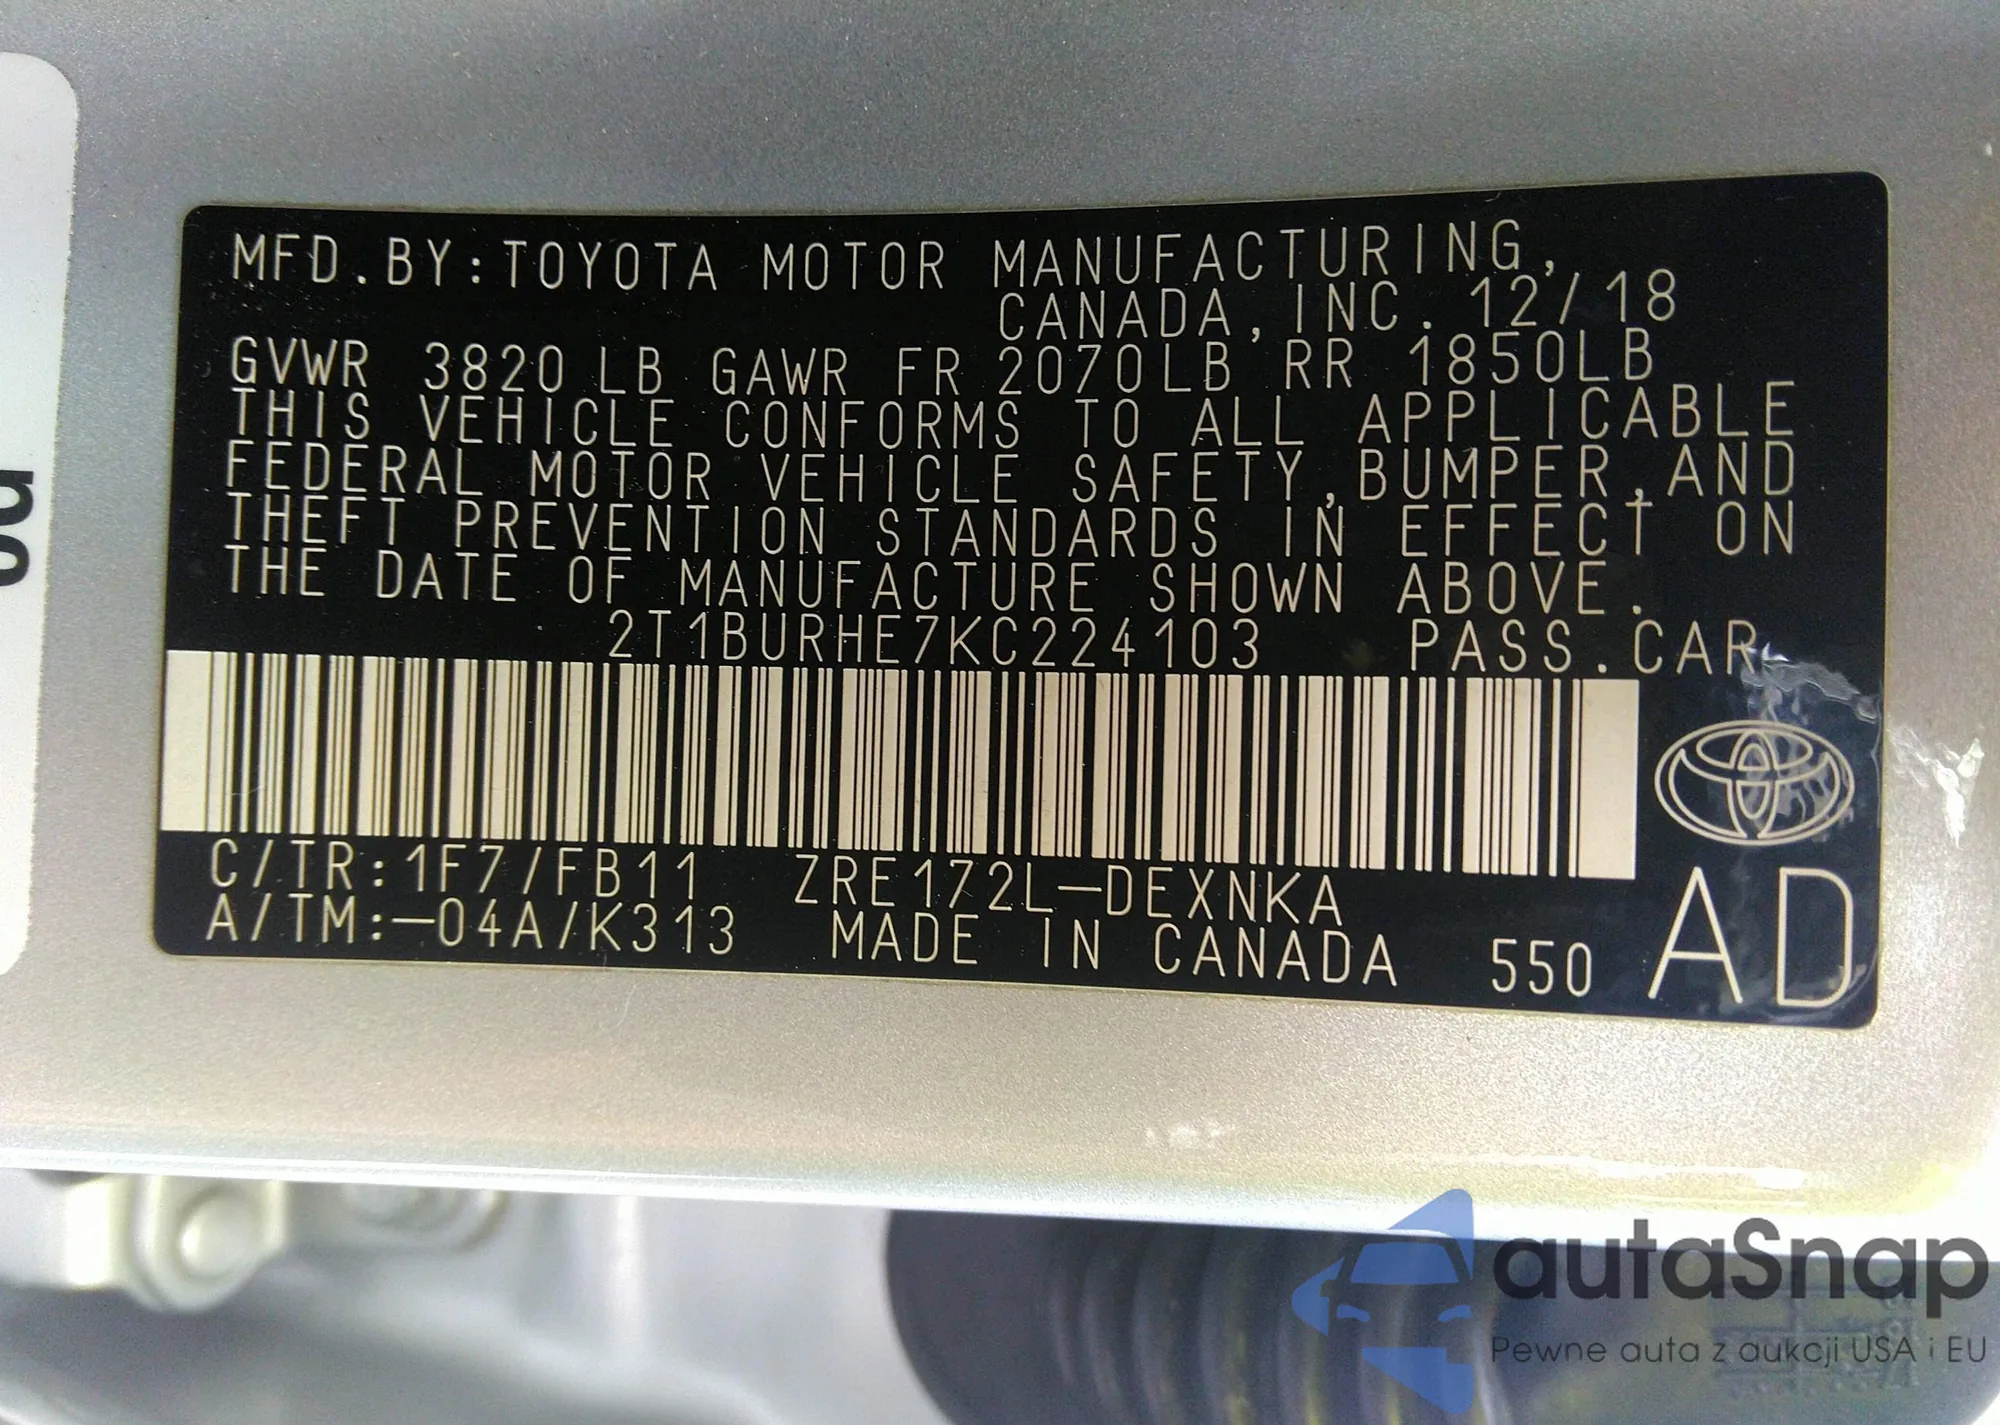 MFD.BY:TOYOTA MOTOR MANUFACTURING,
CANADA,INC. 12/18
GVWR 3820 LB GAWR FR 2070LB RR 1850LB
THIS VEHICLE CONFORMS TO ALL APPLICABLE
FEDERAL MOTOR VEHICLE SAFETY,BUMPER,AND
THEFT PREVENTION STANDARDS IN EFFECT ON
THE DATE OF MANUFACTURE SHOWN ABOVE.
2T1BURHE7KC224103 PASS.CAR
C/TR:1F7/FB11 ZRE172L-DEXNKA
A/TM:-04A/K313 MADE IN CANADA 550 AD
autaSnap
Pewne auta z aukcji USA i EU